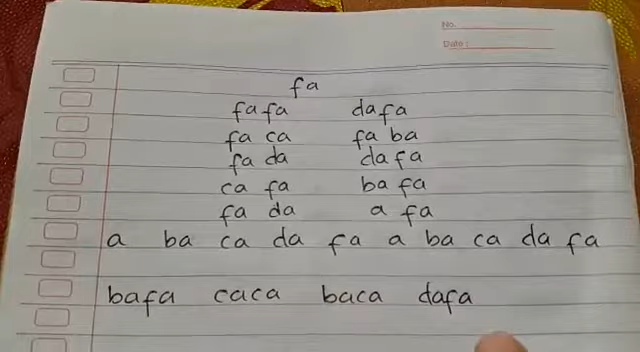 No.
Date:
fa
fafa dafa
fa ca fa ba
fa da dafa
ca fa ba fa
fa da a fa
a ba ca da fa a ba ca da fa
bafa caca baca dafa